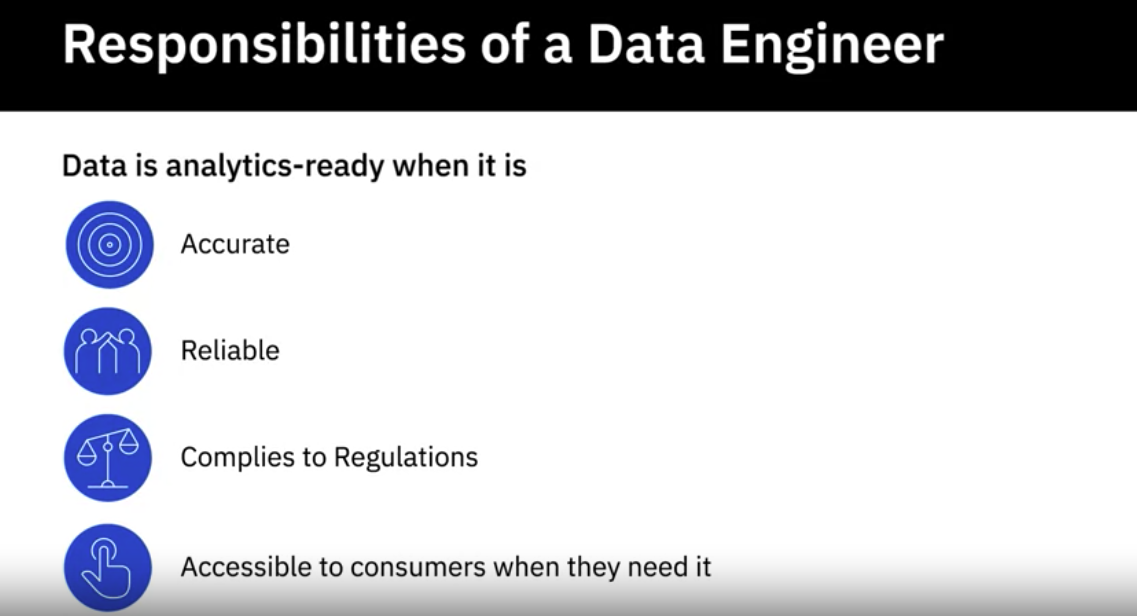 Responsibilities of a Data Engineer
Data is analytics-ready when it is
Accurate
Reliable
Complies to Regulations
Accessible to consumers when they need it